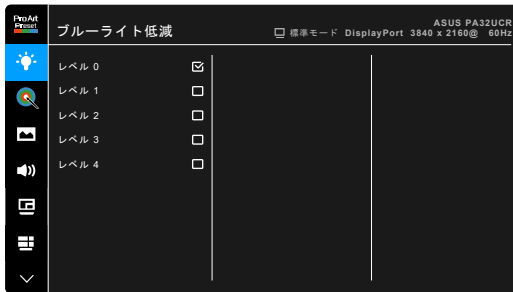 ProArt
Preset
ブルーライト低減
ASUS PA32UCR
標準モード DisplayPort 3840 x 2160@ 60Hz
レベル 0
レベル 1
レベル 2
レベル 3
レベル 4